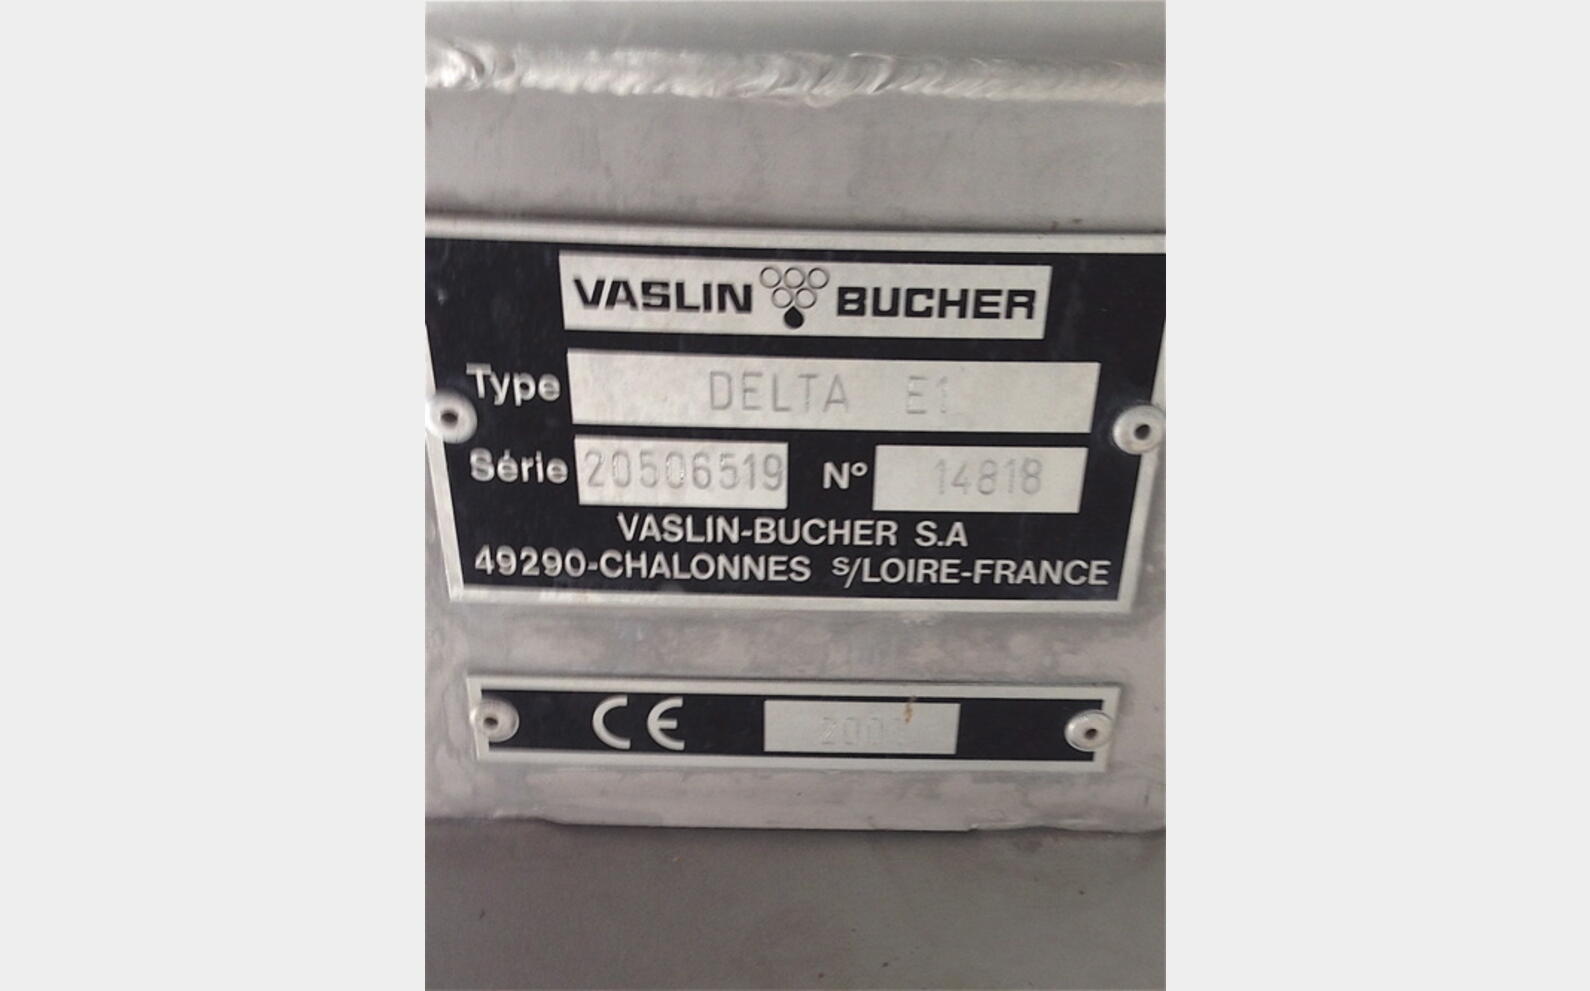 VASLIN BUCHER
Type DELTA E1
Série 20506519 N° 14818
VASLIN-BUCHER S.A
49290-CHALONNES S/LOIRE-FRANCE
CE